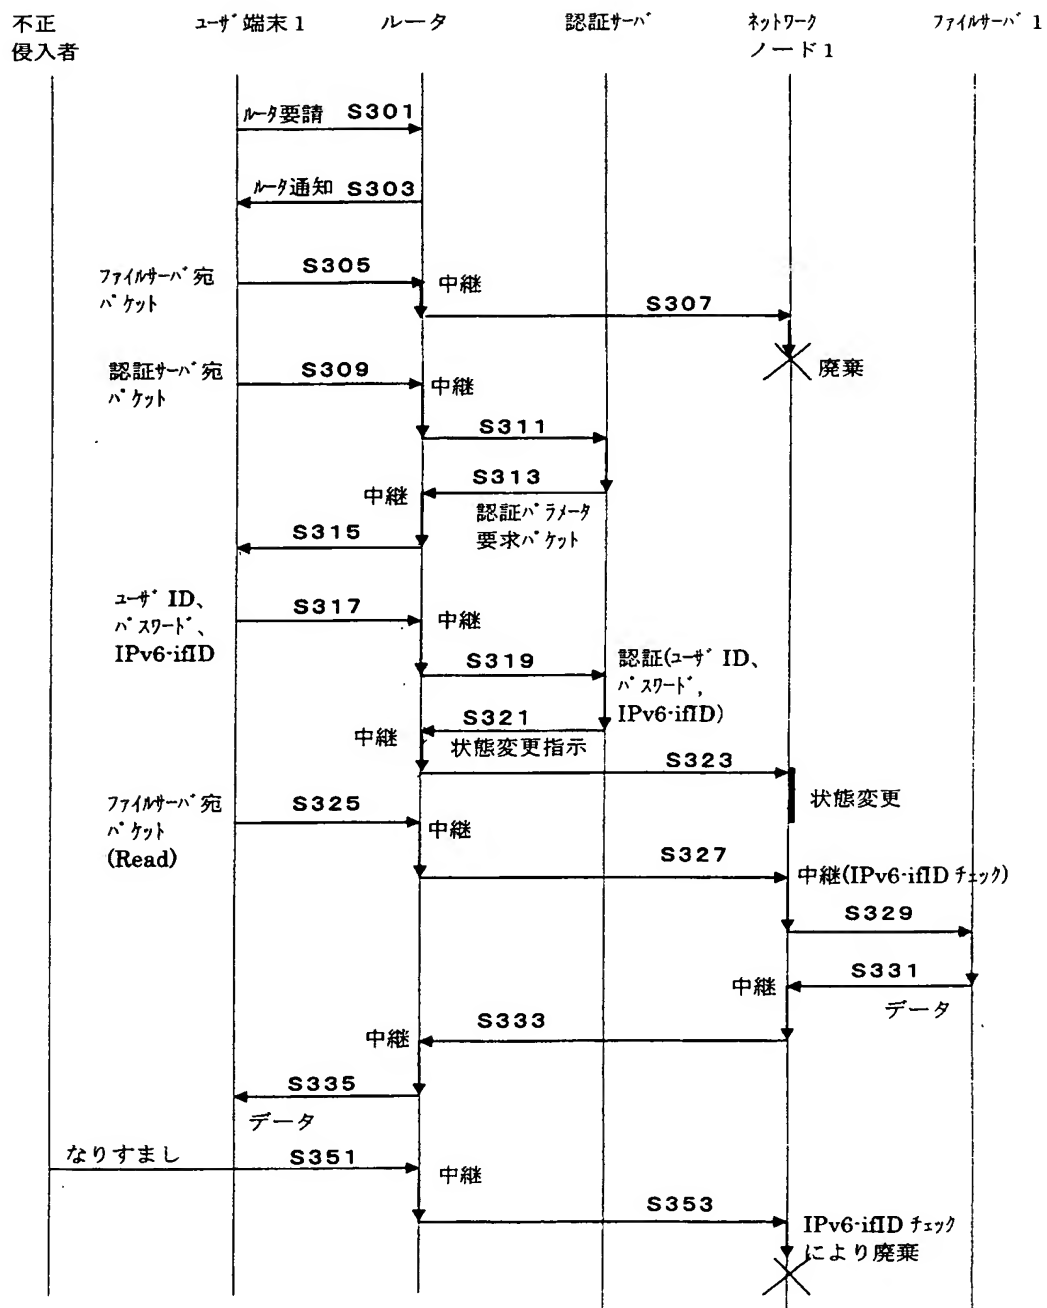 不正
侵入者
ﾕｰｻﾞ端末1
ルータ
認証ｻｰﾊﾞ
ﾈｯﾄﾜｰｸ
ノード1
ﾌｧｲﾙｻｰﾊﾞ1
ﾙｰﾀ要請 S301
ﾙｰﾀ通知 S303
ﾌｧｲﾙｻｰﾊﾞ宛
ﾊﾟｹｯﾄ
S305
中継
S307
廃棄
認証ｻｰﾊﾞ宛
ﾊﾟｹｯﾄ
S309
中継
S311
S313
中継
認証ﾊﾟﾗﾒｰﾀ
要求ﾊﾟｹｯﾄ
S315
ﾕｰｻﾞID、
ﾊﾟｽﾜｰﾄﾞ、
IPv6-ifID
S317
中継
S319
認証(ﾕｰｻﾞID、
ﾊﾟｽﾜｰﾄﾞ,
IPv6-ifID)
S321
中継
状態変更指示
S323
状態変更
ﾌｧｲﾙｻｰﾊﾞ宛
ﾊﾟｹｯﾄ
(Read)
S325
中継
S327
中継(IPv6-ifIDﾁｪｯｸ)
S329
S331
中継
データ
S333
中継
S335
データ
なりすまし
S351
中継
S353
IPv6-ifIDﾁｪｯｸ
により廃棄